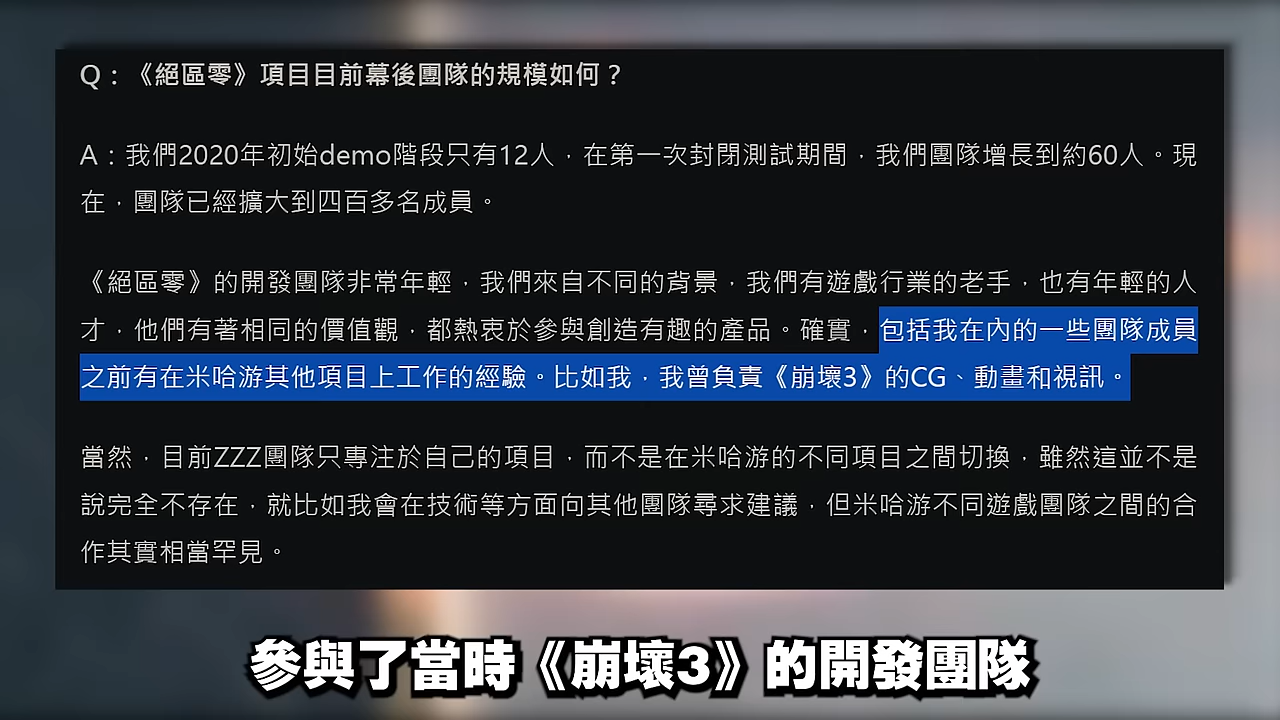 Q：《絕區零》項目目前幕後團隊的規模如何？
A：我們2020年初始demo階段只有12人，在第一次封閉測試期間，我們團隊增長到約60人。現
在，團隊已經擴大到四百多名成員。
《絕區零》的開發團隊非常年輕，我們來自不同的背景，我們有遊戲行業的老手，也有年輕的人
才，他們有著相同的價值觀，都熱衷於參與創造有趣的產品。確實，包括我在內的一些團隊成員
之前有在米哈游其他項目上工作的經驗。比如我，我曾負責《崩壞3》的CG、動畫和視訊。
當然，目前ZZZ團隊只專注於自己的項目，而不是在米哈游的不同項目之間切換，雖然這並不是
說完全不存在，就比如我會在技術等方面向其他團隊尋求建議，但米哈游不同遊戲團隊之間的合
作其實相當罕見。
參與了當時《崩壞3》的開發團隊